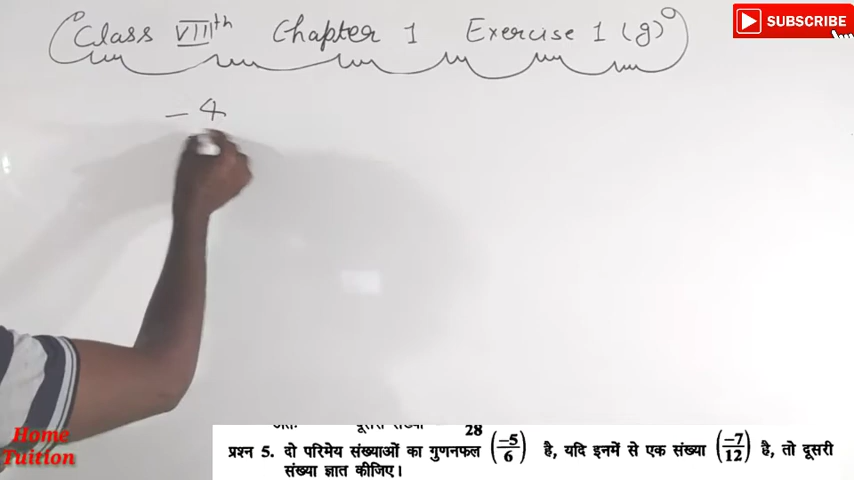 Class VIIIth Chapter 1 Exercise 1 (g)
SUBSCRIBE
- 4
28
प्रश्न 5. दो परिमेय संख्याओं का गुणनफल (-5/6) है, यदि इनमें से एक संख्या (-7/12) है, तो दूसरी
संख्या ज्ञात कीजिए।
Home
Tuition